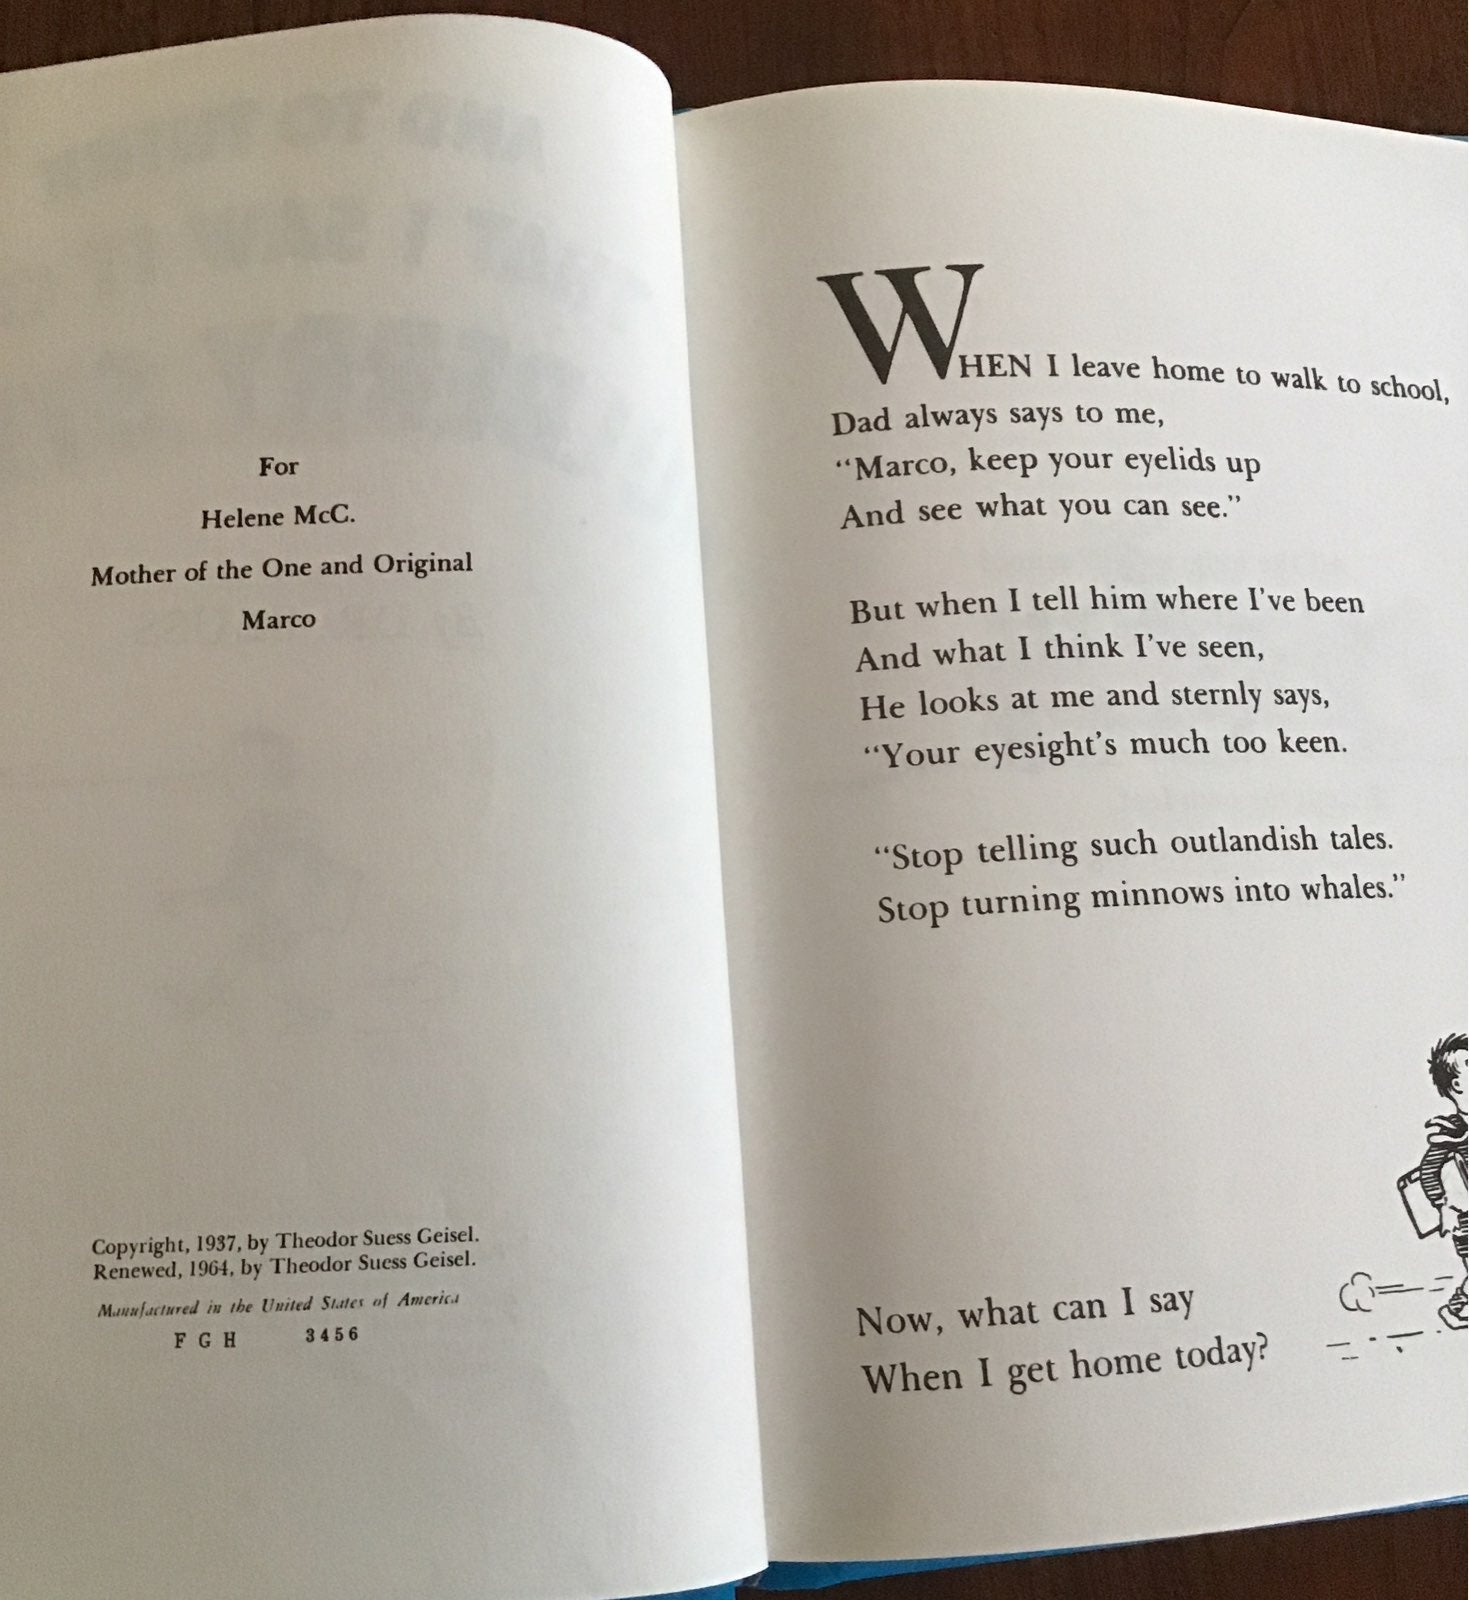 For
Helene McC.
Mother of the One and Original
Marco
Copyright, 1937, by Theodor Suess Geisel.
Renewed, 1964, by Theodor Suess Geisel.
Manufactured in the United States of America
F G H 3456
WHEN I leave home to walk to school,
Dad always says to me,
“Marco, keep your eyelids up
And see what you can see.”
But when I tell him where I’ve been
And what I think I’ve seen,
He looks at me and sternly says,
“Your eyesight’s much too keen.
“Stop telling such outlandish tales.
Stop turning minnows into whales.”
Now, what can I say
When I get home today?